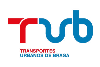 TUB
TRANSPORTES
URBANOS DE BRAGA